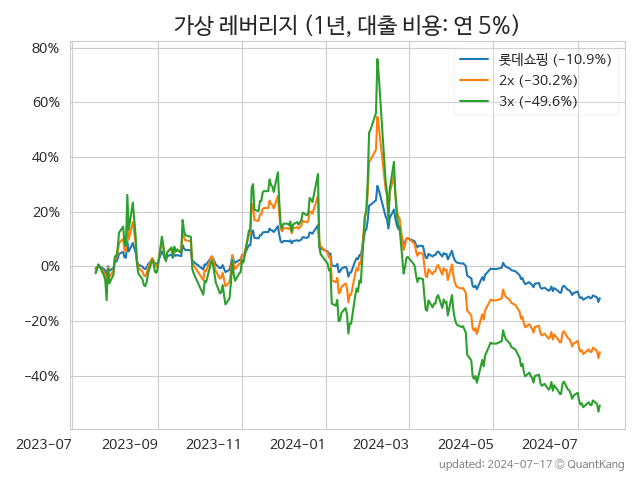 가상 레버리지 (1년, 대출 비용: 연 5%)
롯데쇼핑 (−10.9%)
2x (−30.2%)
3x (−49.6%)
80%
60%
40%
20%
0%
−20%
−40%
2023-07
2023-09
2023-11
2024-01
2024-03
2024-05
2024-07
updated: 2024-07-17 © QuantKang